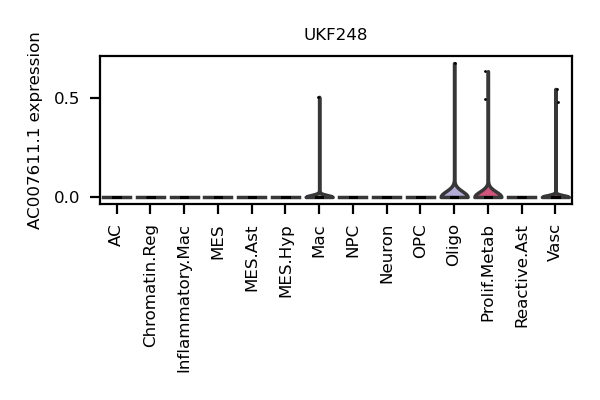 UKF248
AC007611.1 expression
0.5
0.0
AC
Chromatin.Reg
Inflammatory.Mac
MES
MES.Ast
MES.Hyp
Mac
NPC
Neuron
OPC
Oligo
Prolif.Metab
Reactive.Ast
Vasc